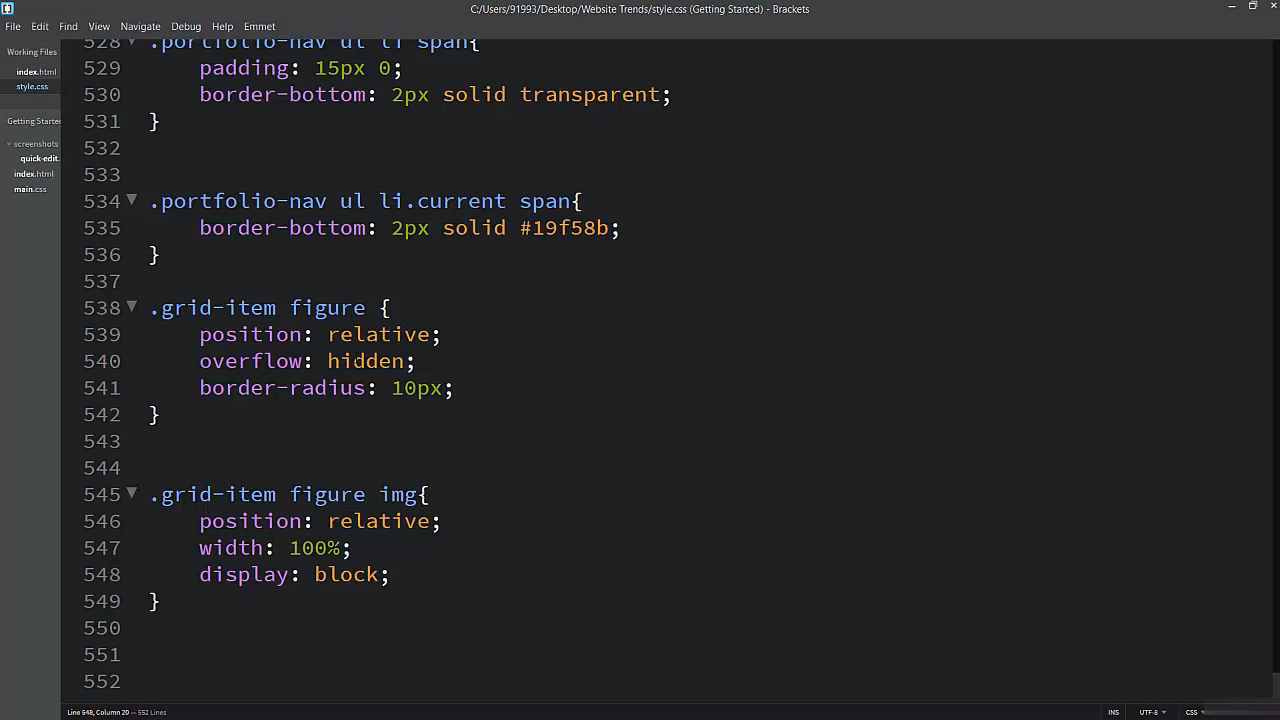 C:/Users/91993/Desktop/Website Trends/style.css (Getting Started) - Brackets
File Edit Find View Navigate Debug Help Emmet
Working Files
index.html
style.css
Getting Started
screenshots
quick-edit.
index.html
main.css
528 .portfolio-nav ul li span{
529 padding: 15px 0;
530 border-bottom: 2px solid transparent;
531 }
532
533
534 .portfolio-nav ul li.current span{
535 border-bottom: 2px solid #19f58b;
536 }
537
538 .grid-item figure {
539 position: relative;
540 overflow: hidden;
541 border-radius: 10px;
542 }
543
544
545 .grid-item figure img{
546 position: relative;
547 width: 100%;
548 display: block;
549 }
550
551
552
Line 548, Column 20 — 552 Lines
INS UTF-8 CSS